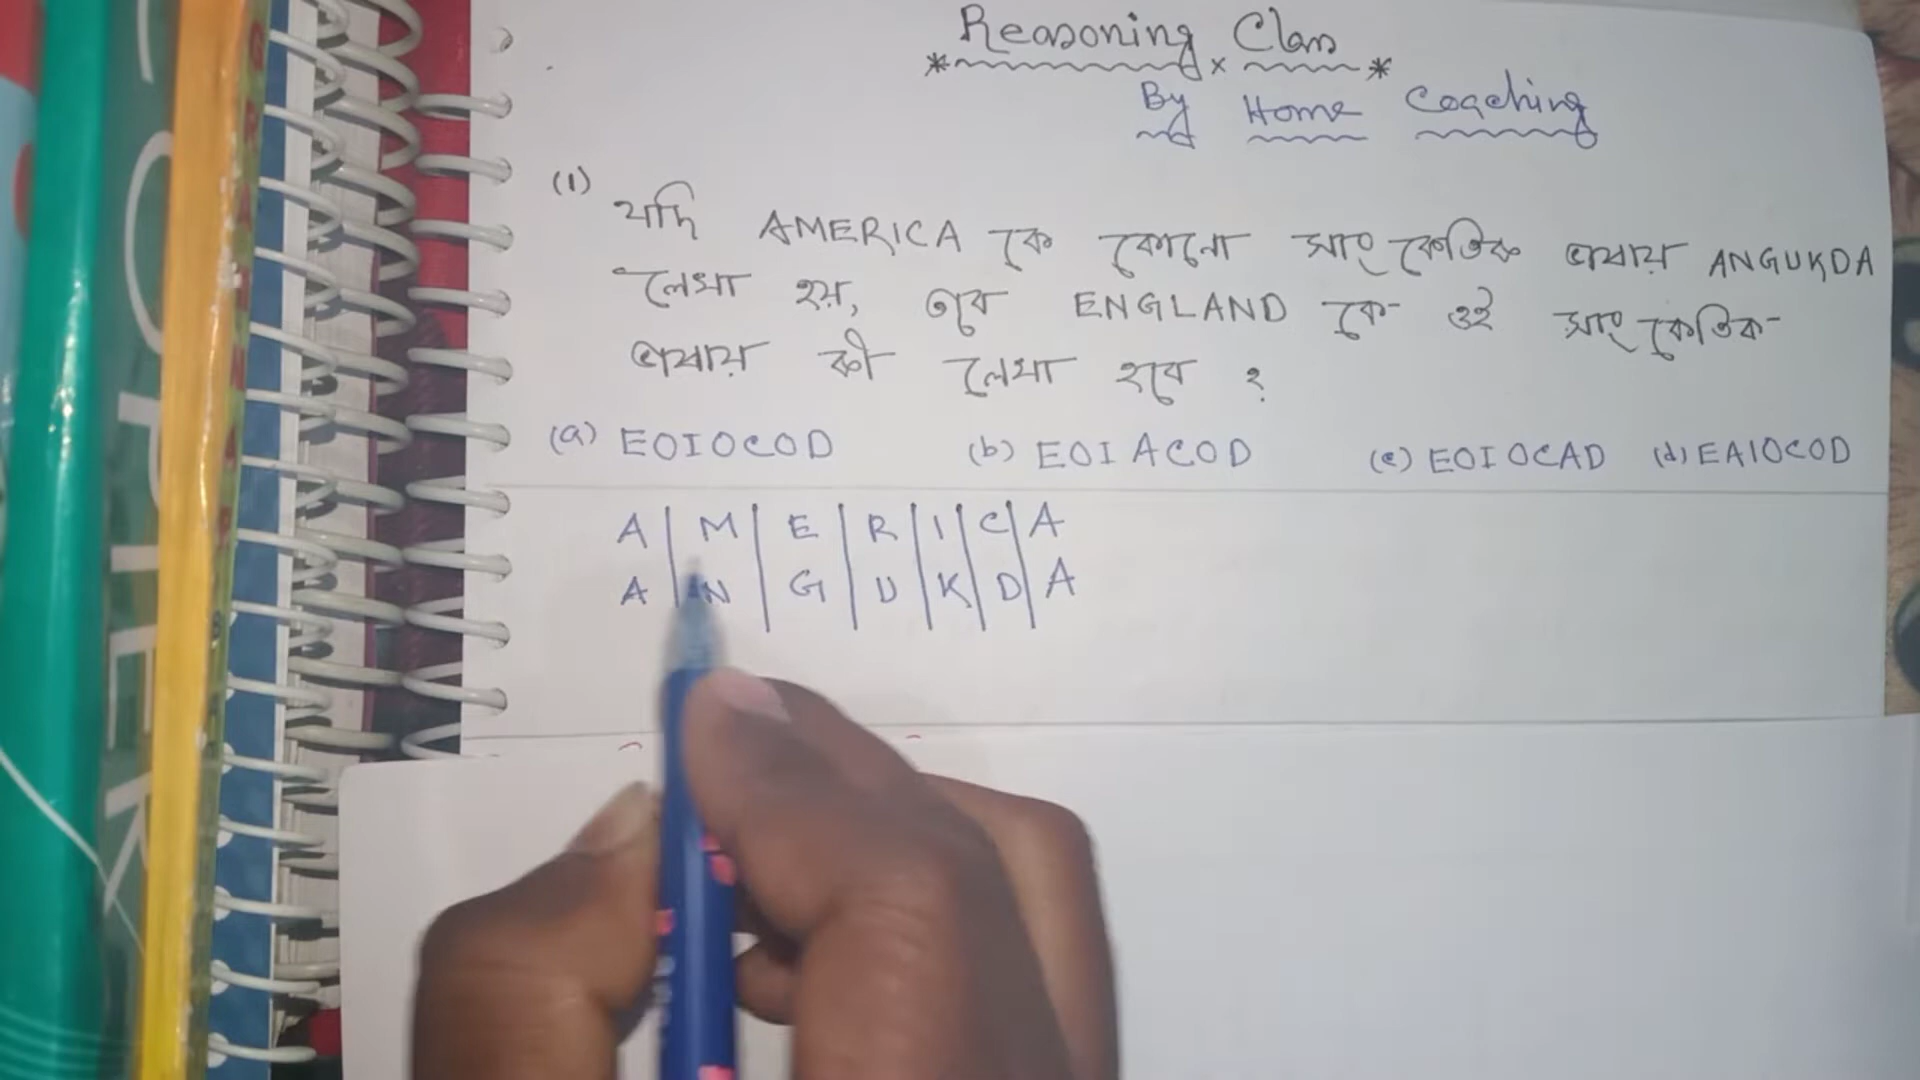 Reasoning Class
By Home Coaching
(1) যদি AMERICA কে কোনো সাংকেতিক ভাষায় ANGUKDA
লেখা হয়, তবে ENGLAND কে ওই সাংকেতিক
ভাষায় কী লেখা হবে ?
(a) EOIOCOD (b) EOIACOD (c) EOIOCAD (d) EAIOCOD
A | M | E | R | I | C | A
A | N | G | U | K | D | A